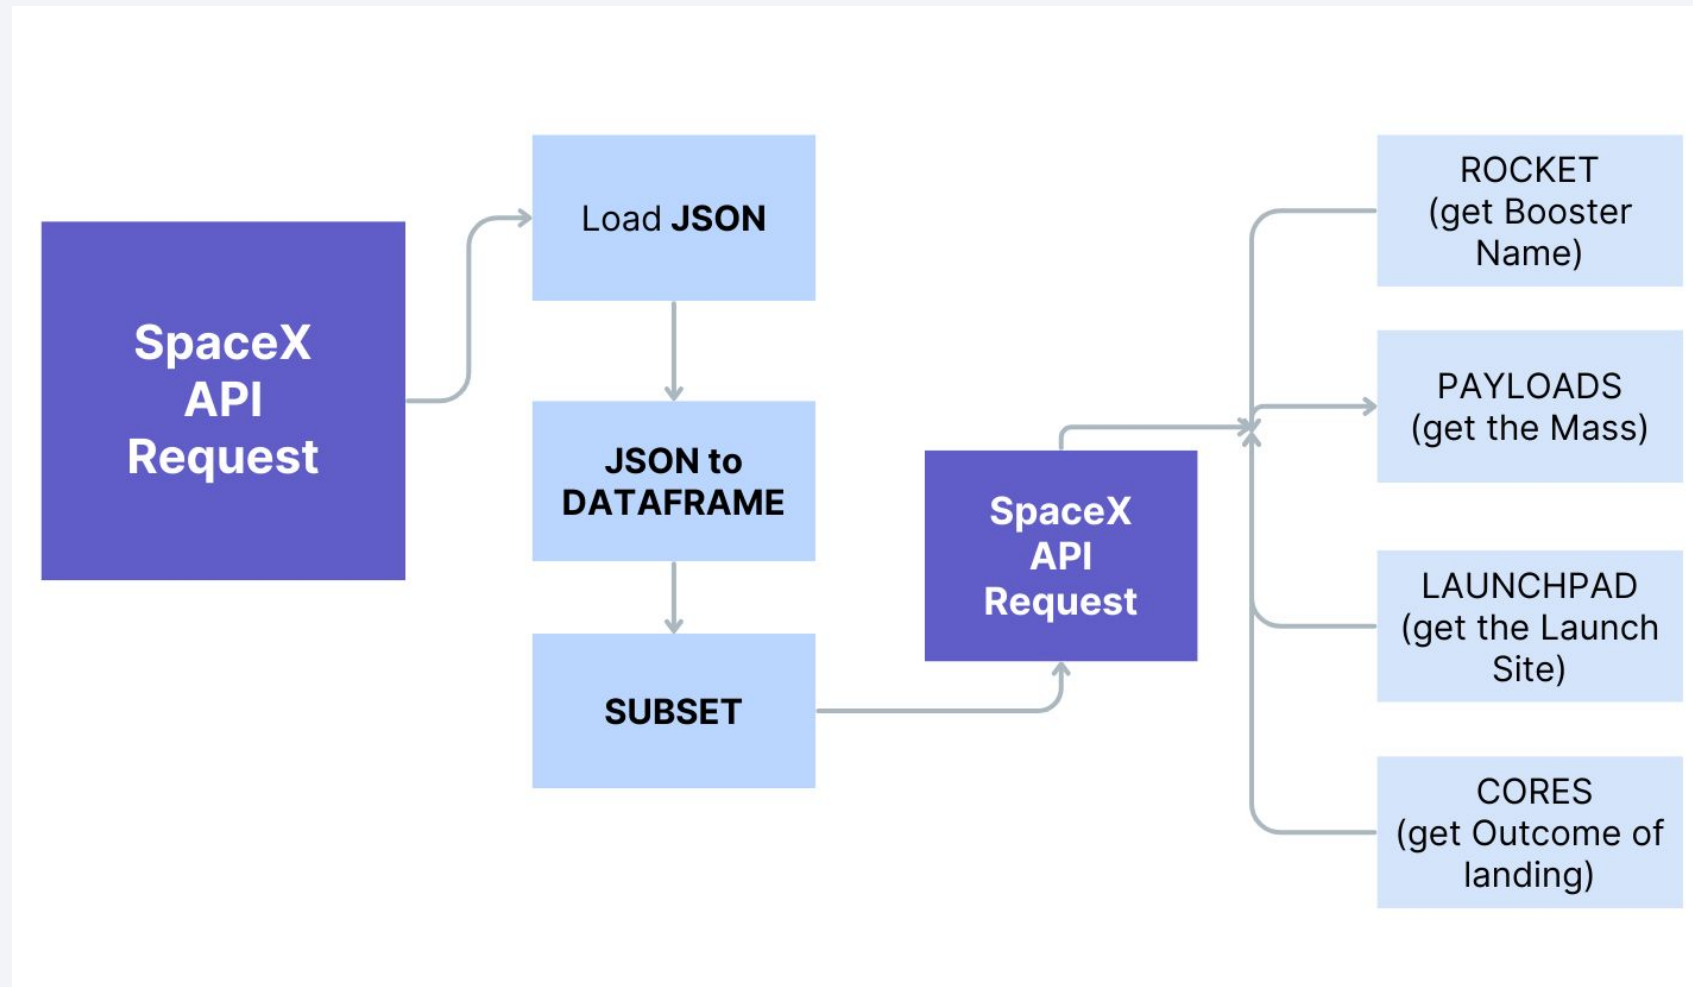 SpaceX
API
Request
Load JSON
JSON to
DATAFRAME
SUBSET
SpaceX
API
Request
ROCKET
(get Booster
Name)
PAYLOADS
(get the Mass)
LAUNCHPAD
(get the Launch
Site)
CORES
(get Outcome of
landing)